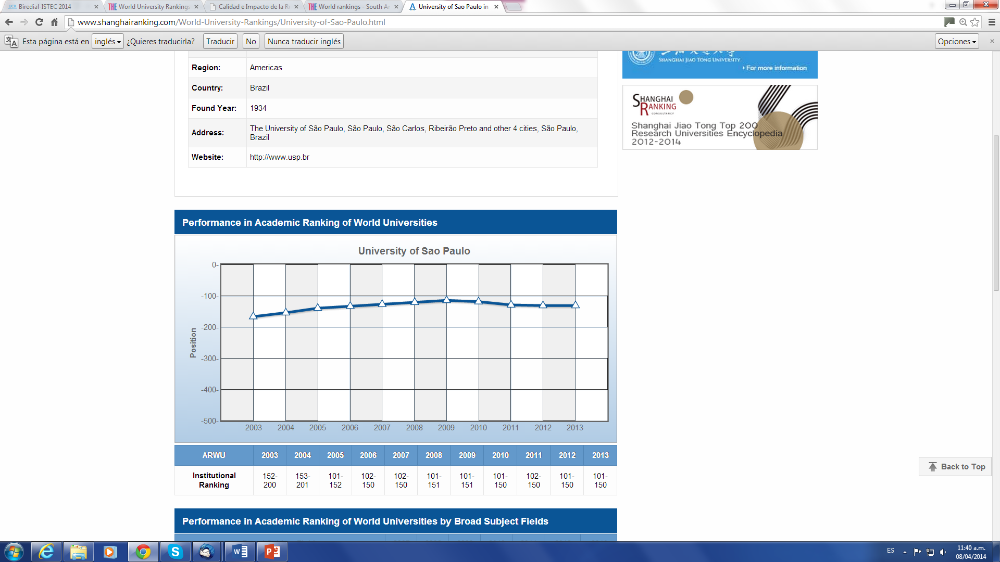 Biredial-ISTEC 2014
THE World University Rankings
Calidad e Impacto de la Re
THE World rankings - South Am
University of Sao Paulo in
www.shanghairanking.com/World-University-Rankings/University-of-Sao-Paulo.html
Esta página está en inglés ¿Quieres traducirla? Traducir No Nunca traducir inglés Opciones
Region: Americas
Country: Brazil
Found Year: 1934
Address: The University of São Paulo, São Paulo, São Carlos, Ribeirão Preto and other 4 cities, São Paulo,
Brazil
Website: http://www.usp.br
SHANGHAI JIAO TONG UNIVERSITY
For more information
SHANGHAI
RANKING
CONSULTANCY
Shanghai Jiao Tong Top 200
Research Universities Encyclopedia
2012-2014
Performance in Academic Ranking of World Universities
University of Sao Paulo
0-
-100-
-200-
-300-
-400-
-500-
Position
2003 2004 2005 2006 2007 2008 2009 2010 2011 2012 2013
ARWU 2003 2004 2005 2006 2007 2008 2009 2010 2011 2012 2013
Institutional 152- 153- 101- 102- 102- 101- 101- 101- 102- 101- 101-
Ranking 200 201 152 150 150 151 151 150 150 150 150
Back to Top
Performance in Academic Ranking of World Universities by Broad Subject Fields
ES
11:40 a.m.
08/04/2014